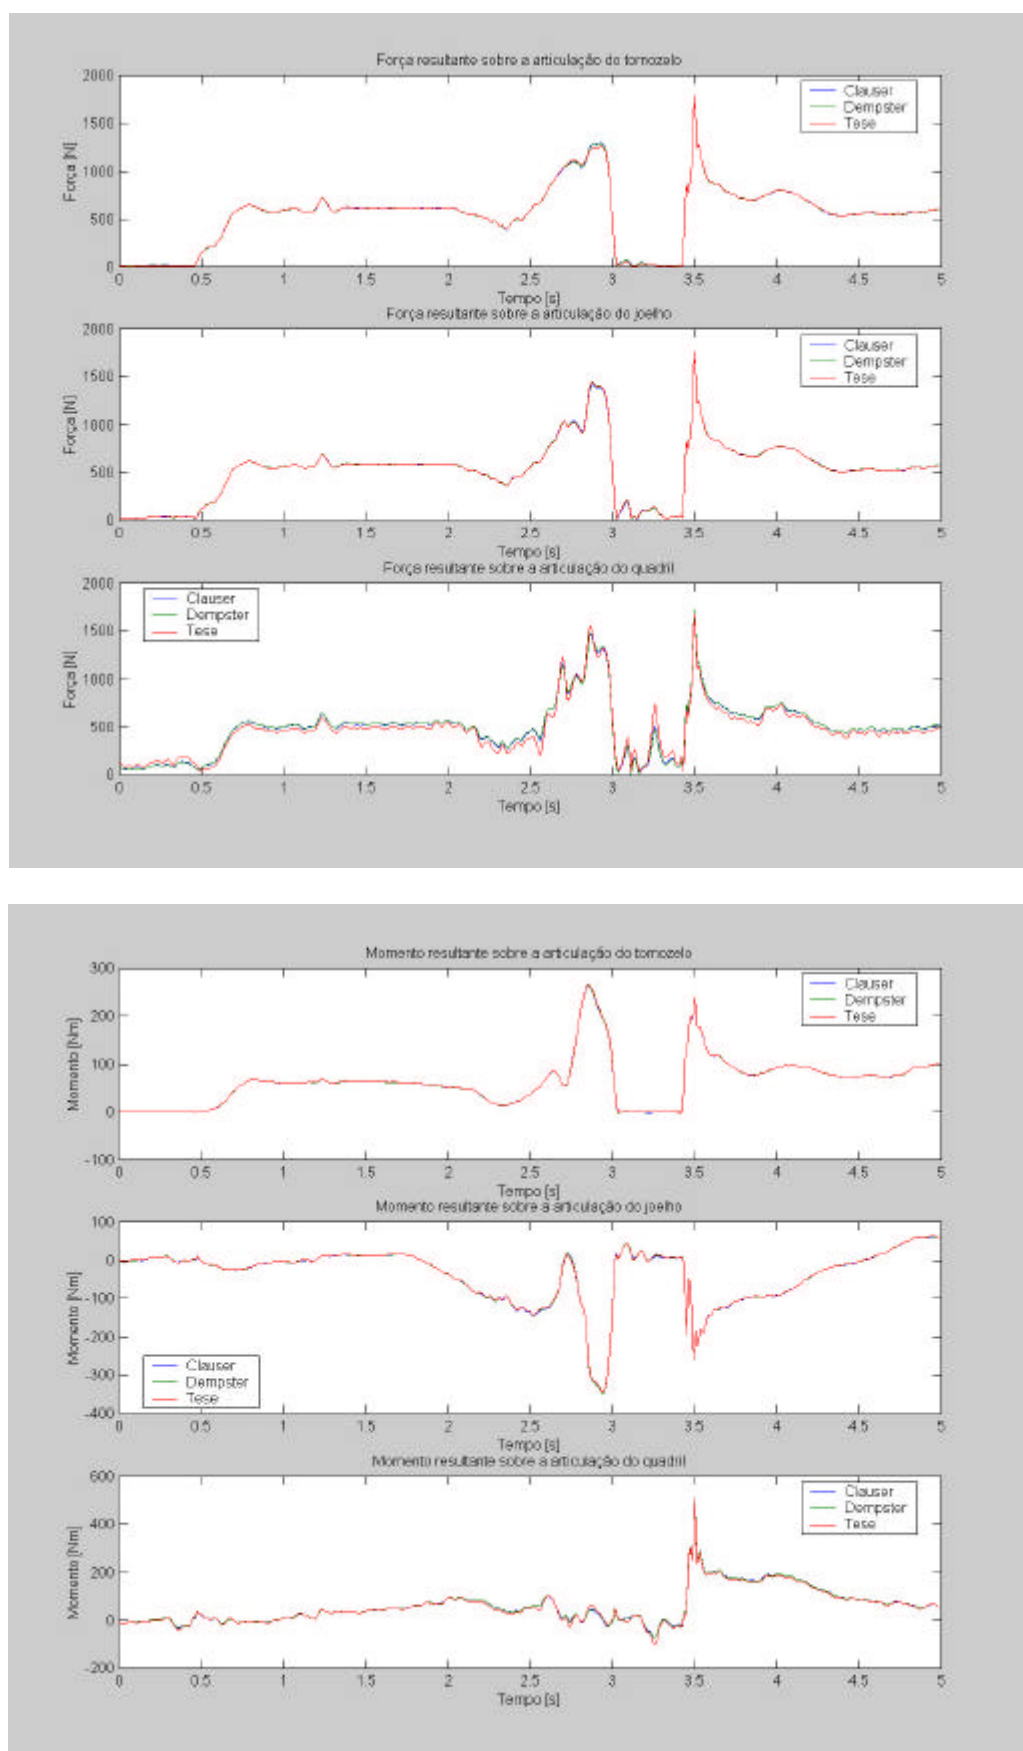 Força resultante sobre a articulação do tornozelo
2000
1500
1000
500
0
Força [N]
Clauser
Dempster
Tese
0 0.5 1 1.5 2 2.5 3 3.5 4 4.5 5
Tempo [s]
Força resultante sobre a articulação do joelho
2000
1500
1000
500
0
Força [N]
Clauser
Dempster
Tese
0 0.5 1 1.5 2 2.5 3 3.5 4 4.5 5
Tempo [s]
Força resultante sobre a articulação do quadril
2000
1500
1000
500
0
Força [N]
Clauser
Dempster
Tese
0 0.5 1 1.5 2 2.5 3 3.5 4 4.5 5
Tempo [s]
Momento resultante sobre a articulação do tornozelo
300
200
100
0
-100
Momento [Nm]
Clauser
Dempster
Tese
0 0.5 1 1.5 2 2.5 3 3.5 4 4.5 5
Tempo [s]
Momento resultante sobre a articulação do joelho
100
0
-100
-200
-300
-400
Momento [Nm]
Clauser
Dempster
Tese
0 0.5 1 1.5 2 2.5 3 3.5 4 4.5 5
Tempo [s]
Momento resultante sobre a articulação do quadril
600
400
200
0
-200
Momento [Nm]
Clauser
Dempster
Tese
0 0.5 1 1.5 2 2.5 3 3.5 4 4.5 5
Tempo [s]